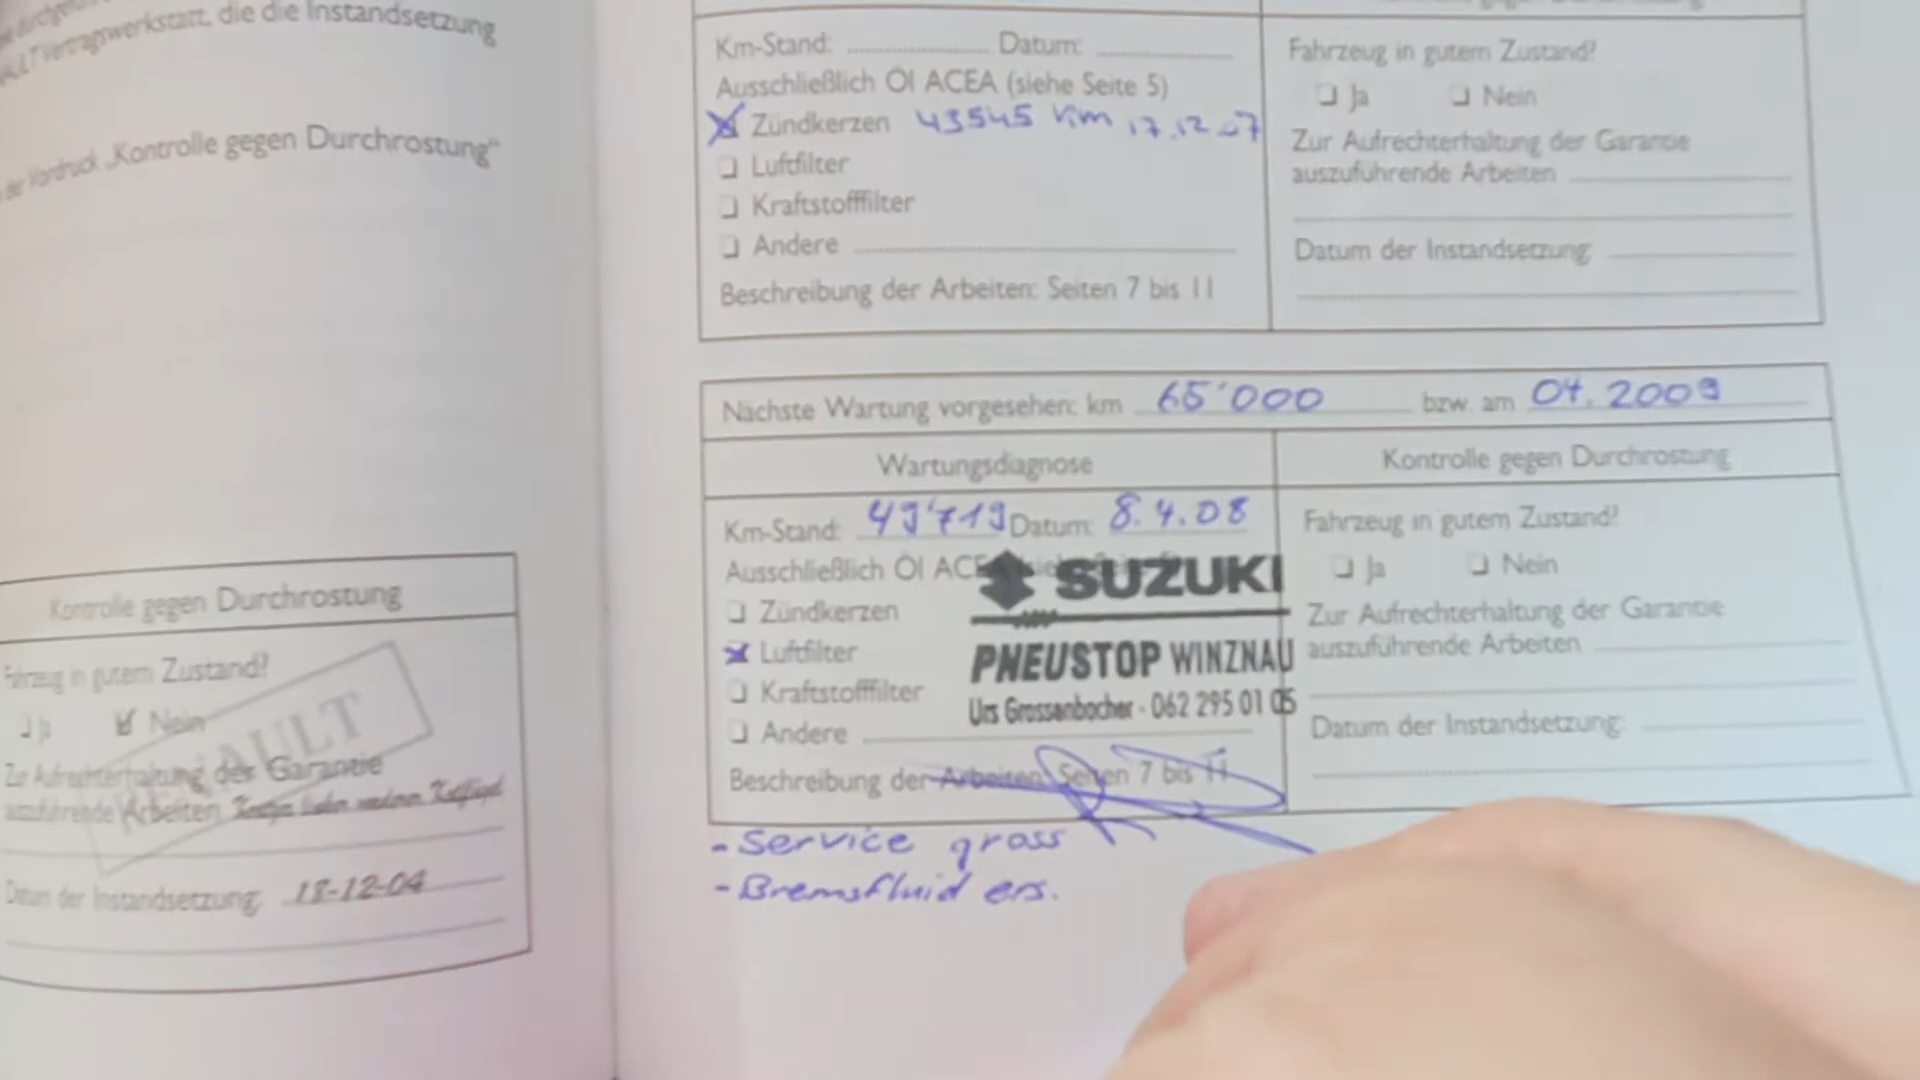 Vertragswerkstatt, die die Instandsetzung
der Vordruck „Kontrolle gegen Durchrostung"
Kontrolle gegen Durchrostung
Fahrzeug in gutem Zustand?
Ja Nein
RENAULT
Zur Aufrechterhaltung der Garantie
auszuführende Arbeiten
Datum der Instandsetzung: 18-12-04
Km-Stand: Datum:
Ausschließlich Öl ACEA (siehe Seite 5)
Zündkerzen 43545 Km 17.12.07
Luftfilter
Kraftstofffilter
Andere
Beschreibung der Arbeiten: Seiten 7 bis 11
Fahrzeug in gutem Zustand?
Ja Nein
Zur Aufrechterhaltung der Garantie
auszuführende Arbeiten
Datum der Instandsetzung:
Nächste Wartung vorgesehen: km 65'000 bzw. am 04.2009
Wartungsdiagnose
Km-Stand: 49'719 Datum: 8.4.08
Ausschließlich Öl
Zündkerzen
Luftfilter
Kraftstofffilter
Andere
Beschreibung der Arbeiten: Seiten 7 bis 11
SUZUKI
PNEUSTOP WINZNAU
Urs Grossenbacher - 062 295 01 05
Kontrolle gegen Durchrostung
Fahrzeug in gutem Zustand?
Ja Nein
Zur Aufrechterhaltung der Garantie
auszuführende Arbeiten
Datum der Instandsetzung:
- Service gross
- Bremsfluid ers.